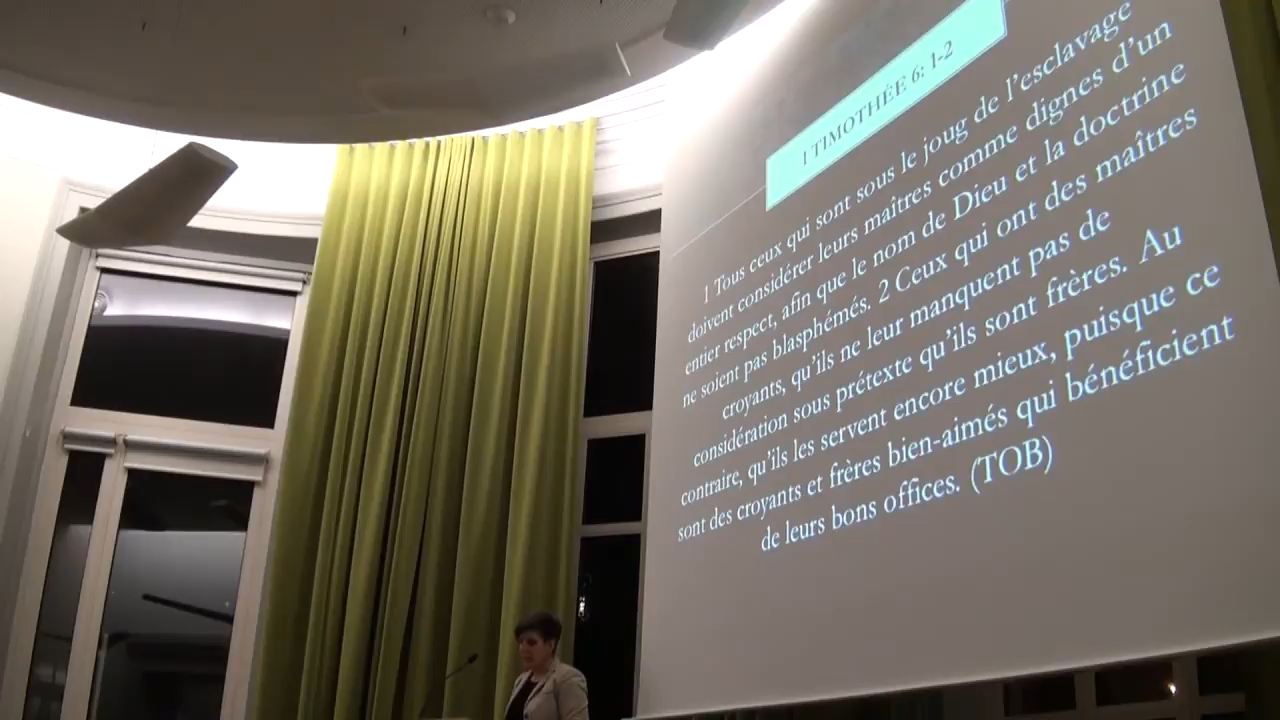 1 TIMOTHÉE 6: 1-2
1 Tous ceux qui sont sous le joug de l'esclavage
doivent considérer leurs maîtres comme dignes d'un
entier respect, afin que le nom de Dieu et la doctrine
ne soient pas blasphémés. 2 Ceux qui ont des maîtres
croyants, qu'ils ne leur manquent pas de
considération sous prétexte qu'ils sont frères. Au
contraire, qu'ils les servent encore mieux, puisque ce
sont des croyants et frères bien-aimés qui bénéficient
de leurs bons offices. (TOB)